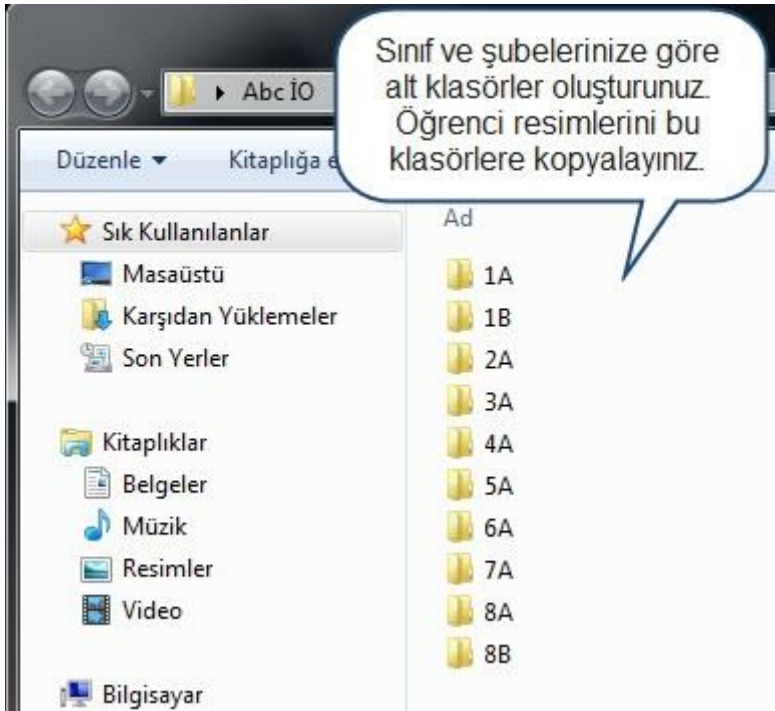 Sınıf ve şubelerinize göre
alt klasörler oluşturunuz.
Öğrenci resimlerini bu
klasörlere kopyalayınız.
Abc İO
Düzenle
Kitaplığa e
Ad
Sık Kullanılanlar
Masaüstü
Karşıdan Yüklemeler
Son Yerler
Kitaplıklar
Belgeler
Müzik
Resimler
Video
Bilgisayar
1A
1B
2A
3A
4A
5A
6A
7A
8A
8B